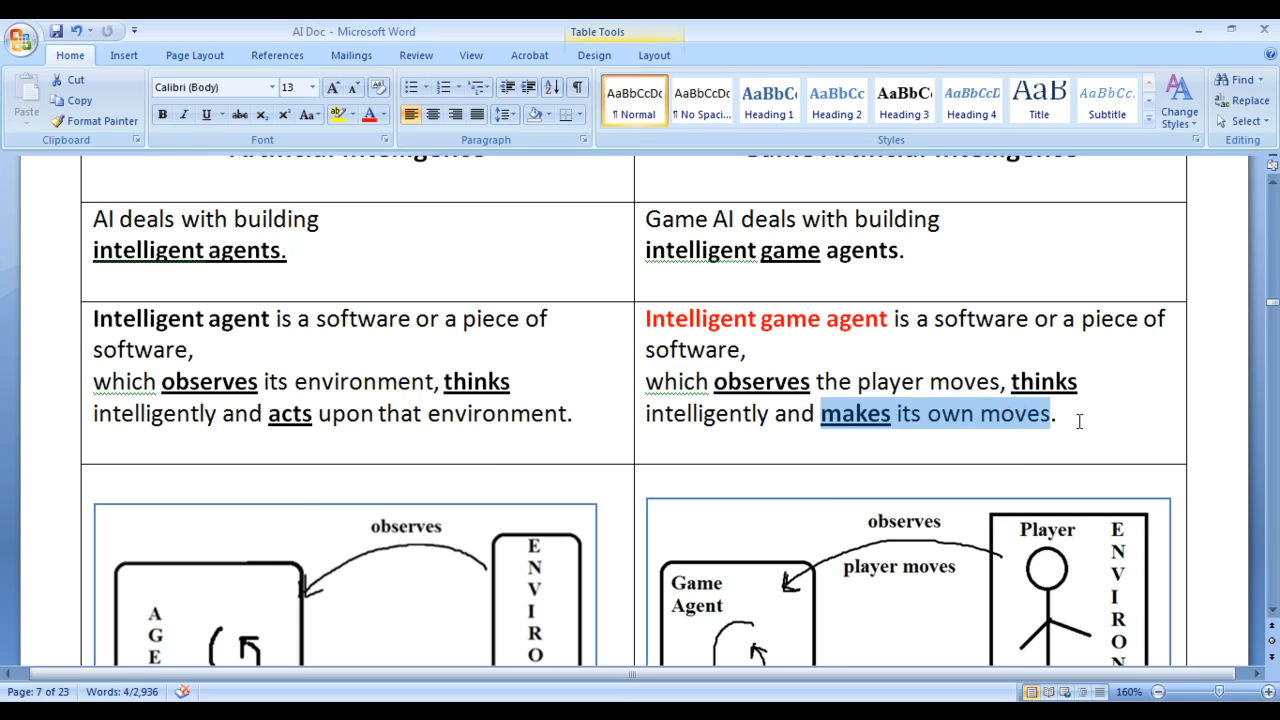 AI Doc - Microsoft Word
Table Tools
Home
Insert
Page Layout
References
Mailings
Review
View
Acrobat
Design
Layout
Paste
Cut
Copy
Format Painter
Clipboard
Calibri (Body)
13
Font
Paragraph
AaBbCcDc
¶ Normal
AaBbCcDc
¶ No Spaci...
AaBbC
Heading 1
AaBbCc
Heading 2
AaBbC
Heading 3
AaBbCcD
Heading 4
AaB
Title
AaBbCc.
Subtitle
Change
Styles
Styles
Find
Replace
Select
Editing
Artificial Intelligence
Game Artificial Intelligence
AI deals with building
intelligent agents.
Game AI deals with building
intelligent game agents.
Intelligent agent is a software or a piece of
software,
which observes its environment, thinks
intelligently and acts upon that environment.
Intelligent game agent is a software or a piece of
software,
which observes the player moves, thinks
intelligently and makes its own moves.
observes
A
G
E
E
N
V
I
R
O
observes
player moves
Game
Agent
Player
E
N
V
I
R
O
N
Page: 7 of 23
Words: 4/2,936
160%